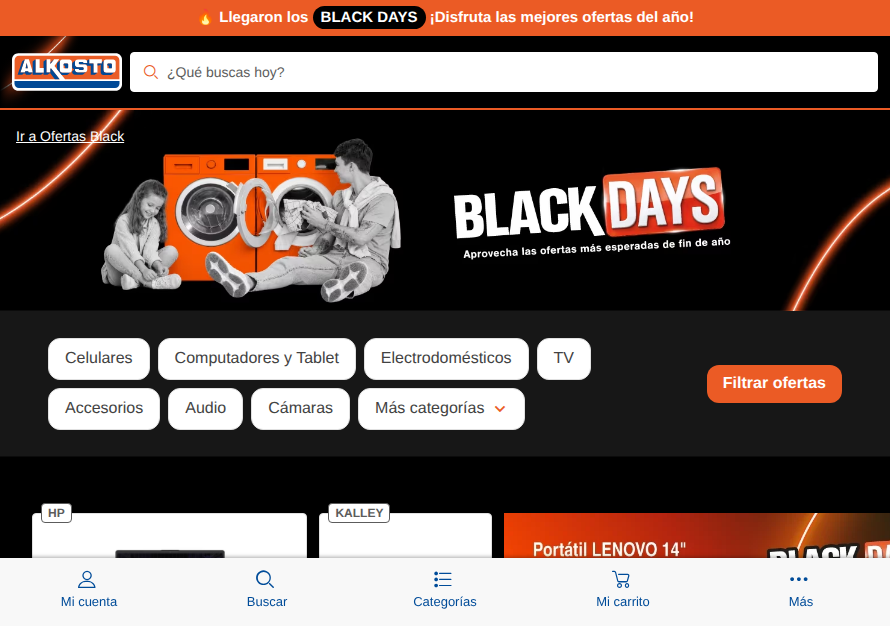 🔥 Llegaron los BLACK DAYS ¡Disfruta las mejores ofertas del año!
ALKOSTO
¿Qué buscas hoy?
Ir a Ofertas Black
BLACK DAYS
Aprovecha las ofertas más esperadas de fin de año
Celulares
Computadores y Tablet
Electrodomésticos
TV
Filtrar ofertas
Accesorios
Audio
Cámaras
Más categorías
HP
KALLEY
Portátil LENOVO 14"
BLACK DA
Mi cuenta
Buscar
Categorías
Mi carrito
Más